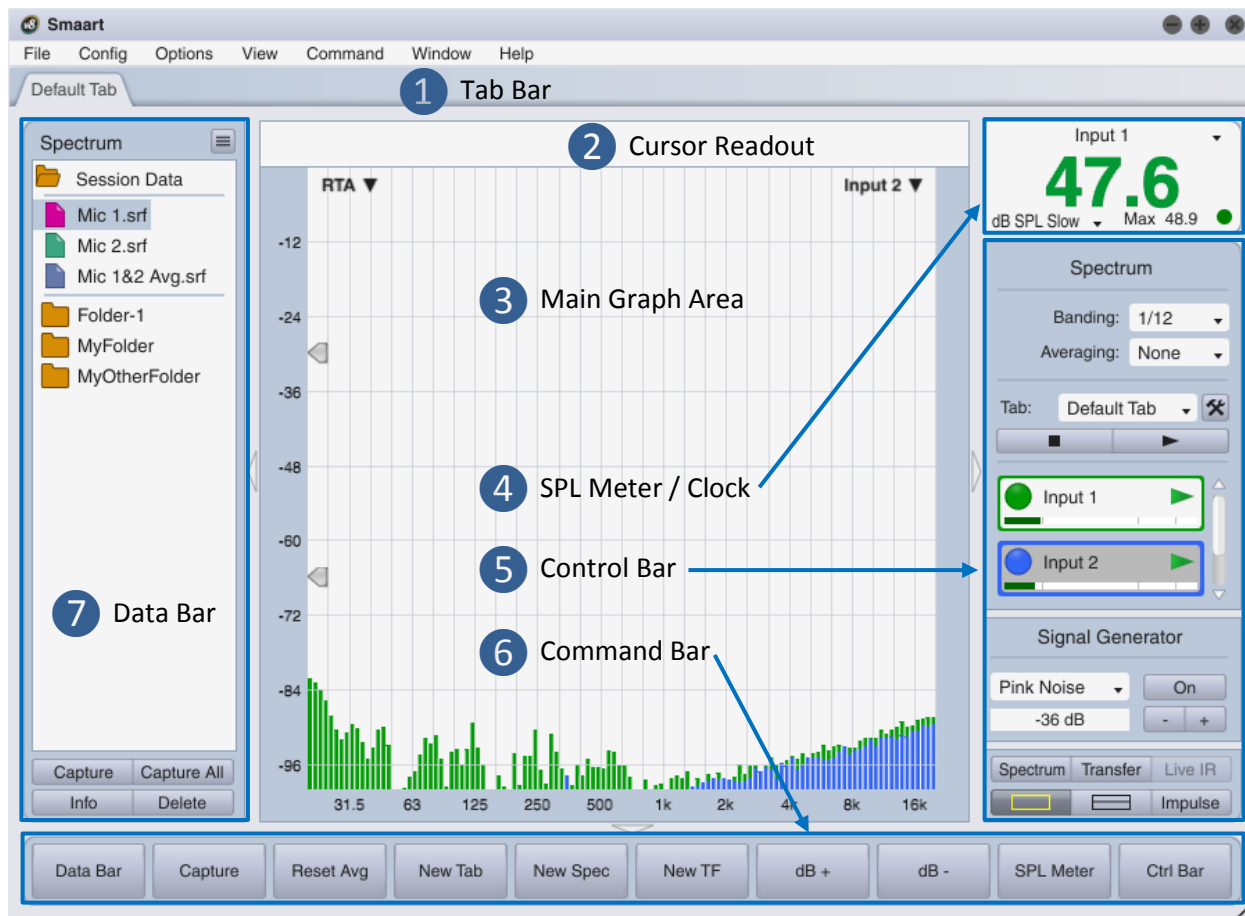 v8 Smaart
File Config Options View Command Window Help
Default Tab
1 Tab Bar
Spectrum
Session Data
Mic 1.srf
Mic 2.srf
Mic 1&2 Avg.srf
Folder-1
MyFolder
MyOtherFolder
7 Data Bar
Capture Capture All
Info Delete
2 Cursor Readout
RTA ▼ Input 2 ▼
-12
-24
-36
-48
-60
-72
-84
-96
31.5 63 125 250 500 1k 2k 4k 8k 16k
3 Main Graph Area
4 SPL Meter / Clock
5 Control Bar
6 Command Bar
Input 1
47.6
dB SPL Slow Max 48.9
Spectrum
Banding: 1/12
Averaging: None
Tab: Default Tab
Input 1
Input 2
Signal Generator
Pink Noise On
-36 dB - +
Spectrum Transfer Live IR
Impulse
Data Bar Capture Reset Avg New Tab New Spec New TF dB + dB - SPL Meter Ctrl Bar